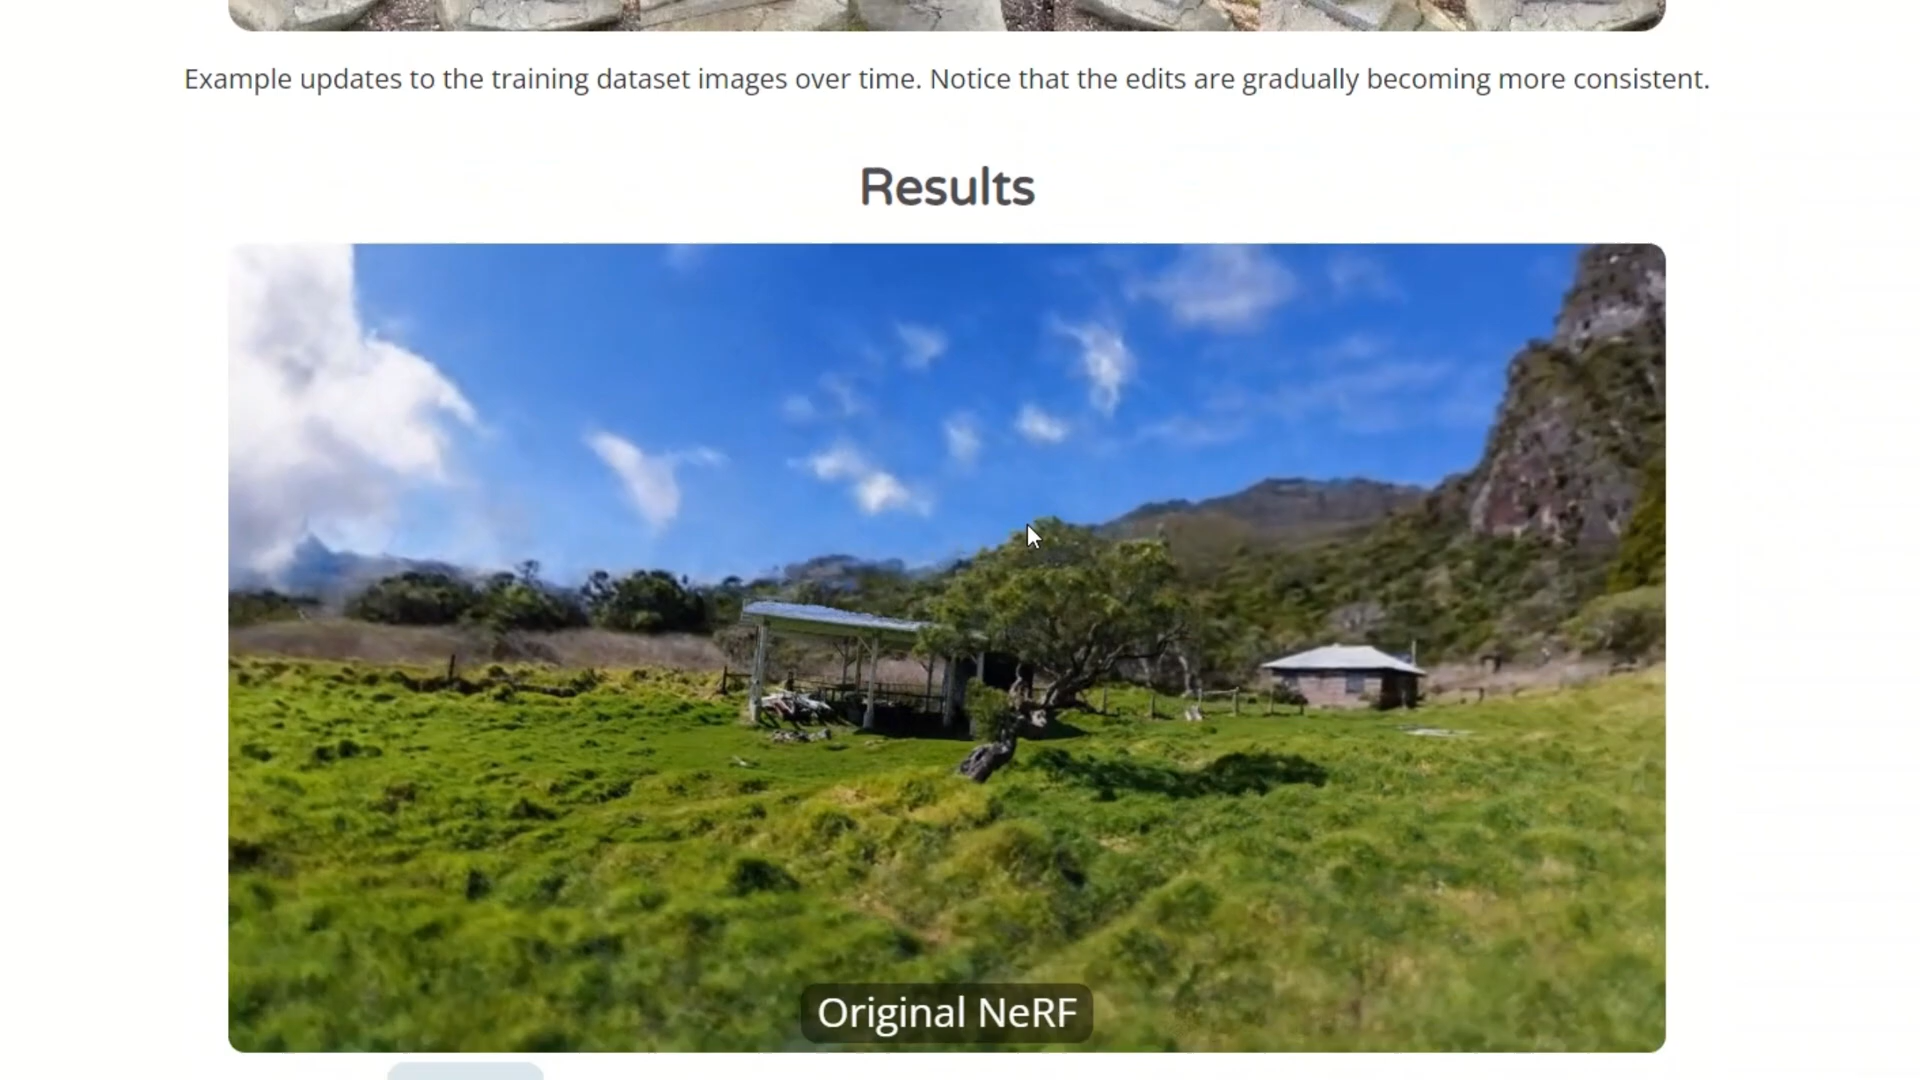 Example updates to the training dataset images over time. Notice that the edits are gradually becoming more consistent.
Results
Original NeRF